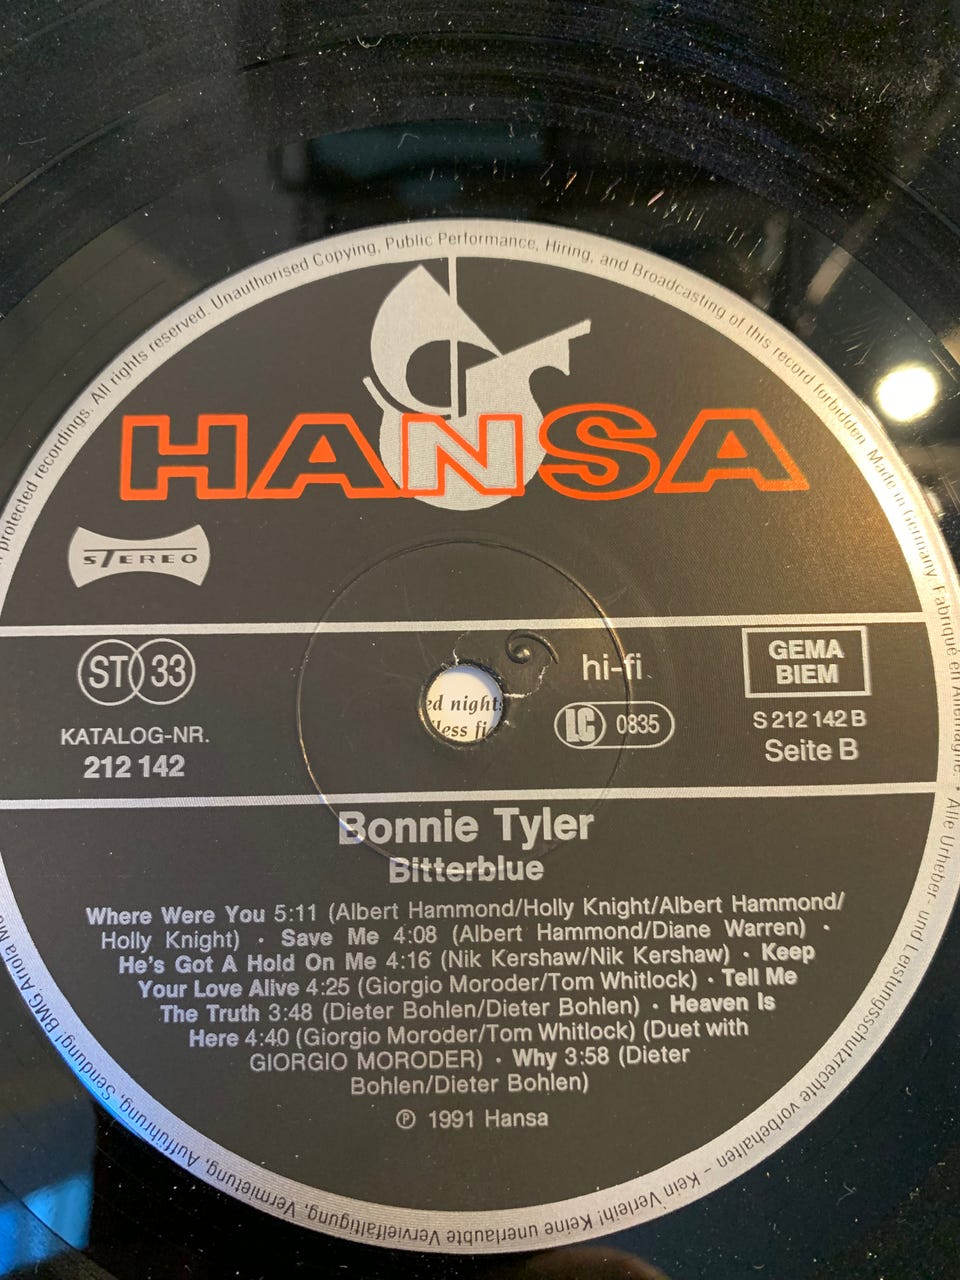 protected recordings. All rights reserved. Unauthorised Copying, Public Performance, Hiring, and Broadcasting of this record forbidden. Made in Germany. Fabriqué en Allemagne. • Alle Urheber- und Leistungsschutzrechte vorbehalten - Kein Verleih! Keine unerlaubte Vervielfältigung, Vermietung, Aufführung, Sendung! BMG Ariola
HANSA
STEREO
ST 33
hi-fi
GEMA
BIEM
LC 0835
KATALOG-NR.
212 142
S 212 142 B
Seite B
ed night
less fi
Bonnie Tyler
Bitterblue
Where Were You 5:11 (Albert Hammond/Holly Knight/Albert Hammond/
Holly Knight) · Save Me 4:08 (Albert Hammond/Diane Warren) ·
He's Got A Hold On Me 4:16 (Nik Kershaw/Nik Kershaw) · Keep
Your Love Alive 4:25 (Giorgio Moroder/Tom Whitlock) · Tell Me
The Truth 3:48 (Dieter Bohlen/Dieter Bohlen) · Heaven Is
Here 4:40 (Giorgio Moroder/Tom Whitlock) (Duet with
GIORGIO MORODER) · Why 3:58 (Dieter
Bohlen/Dieter Bohlen)
℗ 1991 Hansa